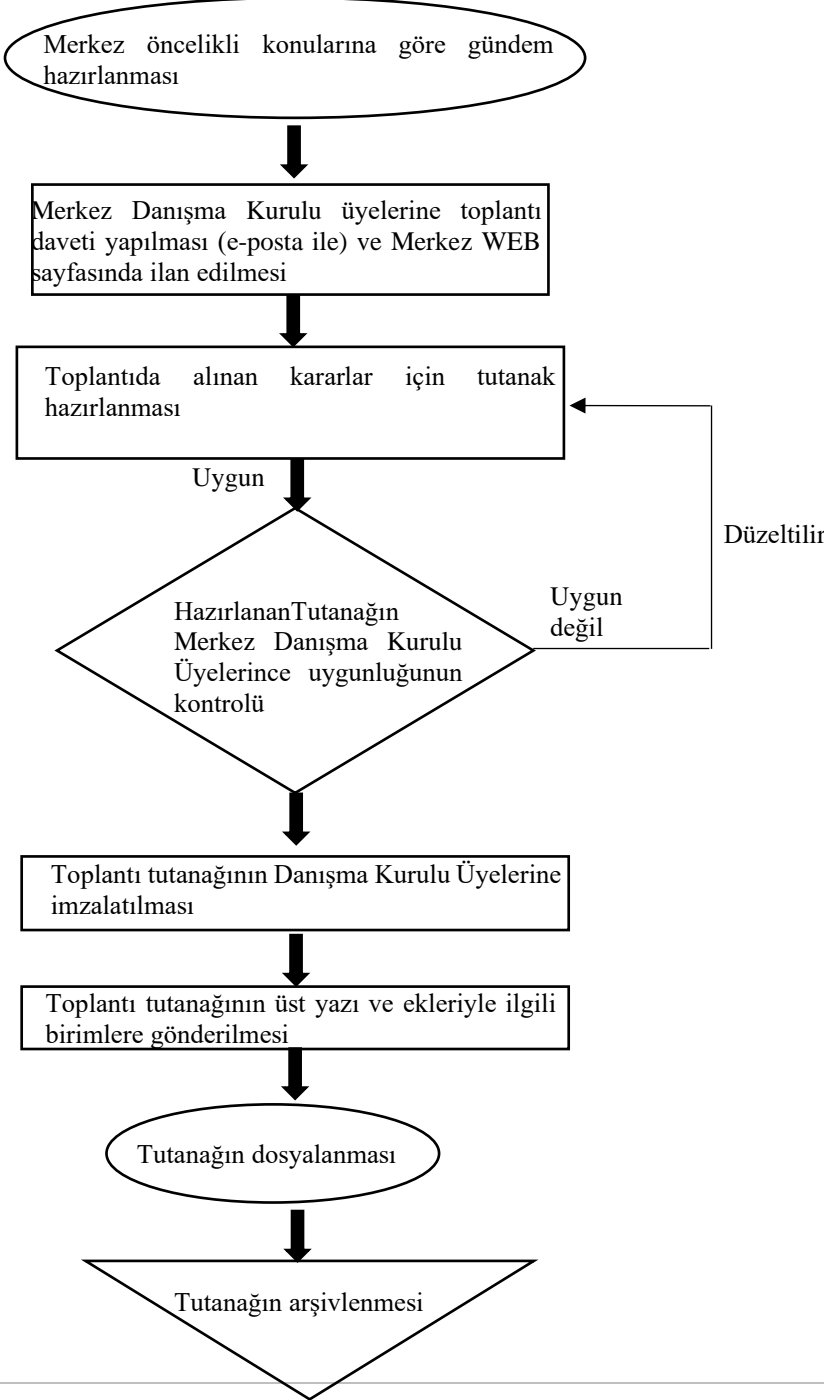 Merkez öncelikli konularına göre gündem
hazırlanması
Merkez Danışma Kurulu üyelerine toplantı
daveti yapılması (e-posta ile) ve Merkez WEB
sayfasında ilan edilmesi
Toplantıda alınan kararlar için tutanak
hazırlanması
Uygun
Düzeltilir
Uygun
değil
HazırlananTutanağın
Merkez Danışma Kurulu
Üyelerince uygunluğunun
kontrolü
Toplantı tutanağının Danışma Kurulu Üyelerine
imzalatılması
Toplantı tutanağının üst yazı ve ekleriyle ilgili
birimlere gönderilmesi
Tutanağın dosyalanması
Tutanağın arşivlenmesi